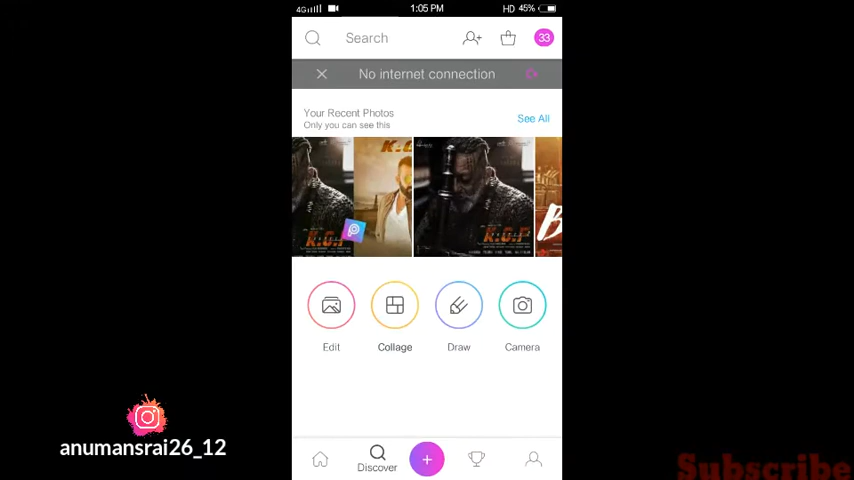 4G 1:05 PM HD 45%
Search 33
No internet connection
Your Recent Photos
Only you can see this
See All
K.G.F
K.G.F
Edit Collage Draw Camera
anumansrai26_12
Discover
Subscribe